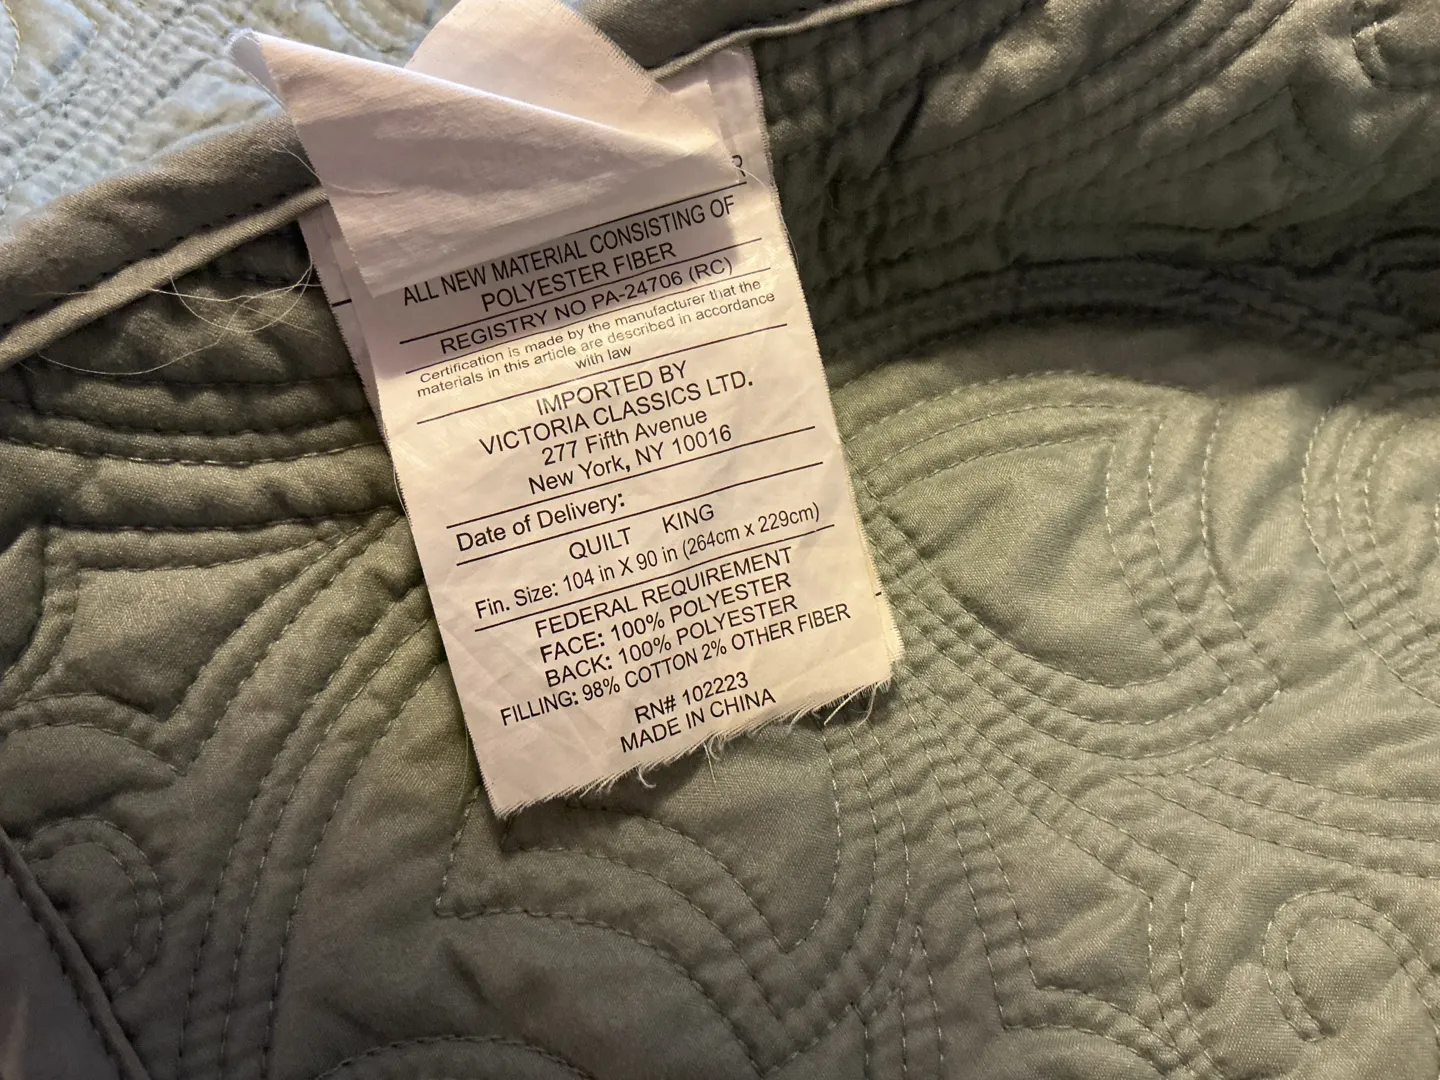 ALL NEW MATERIAL CONSISTING OF
POLYESTER FIBER
REGISTRY NO PA-24706 (RC)
Certification is made by the manufacturer that the
materials in this article are described in accordance
with law
IMPORTED BY
VICTORIA CLASSICS LTD.
277 Fifth Avenue
New York, NY 10016
Date of Delivery:
QUILT KING
Fin. Size: 104 in X 90 in (264cm x 229cm)
FEDERAL REQUIREMENT
FACE: 100% POLYESTER
BACK: 100% POLYESTER
FILLING: 98% COTTON 2% OTHER FIBER
RN# 102223
MADE IN CHINA